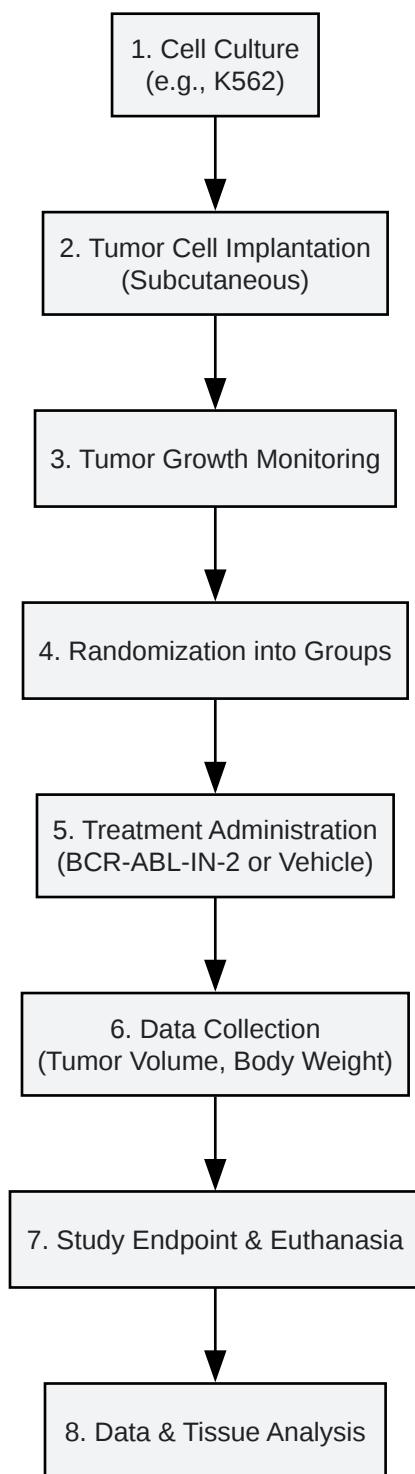 1. Cell Culture
(e.g., K562)
2. Tumor Cell Implantation
(Subcutaneous)
3. Tumor Growth Monitoring
4. Randomization into Groups
5. Treatment Administration
(BCR-ABL-IN-2 or Vehicle)
6. Data Collection
(Tumor Volume, Body Weight)
7. Study Endpoint & Euthanasia
8. Data & Tissue Analysis